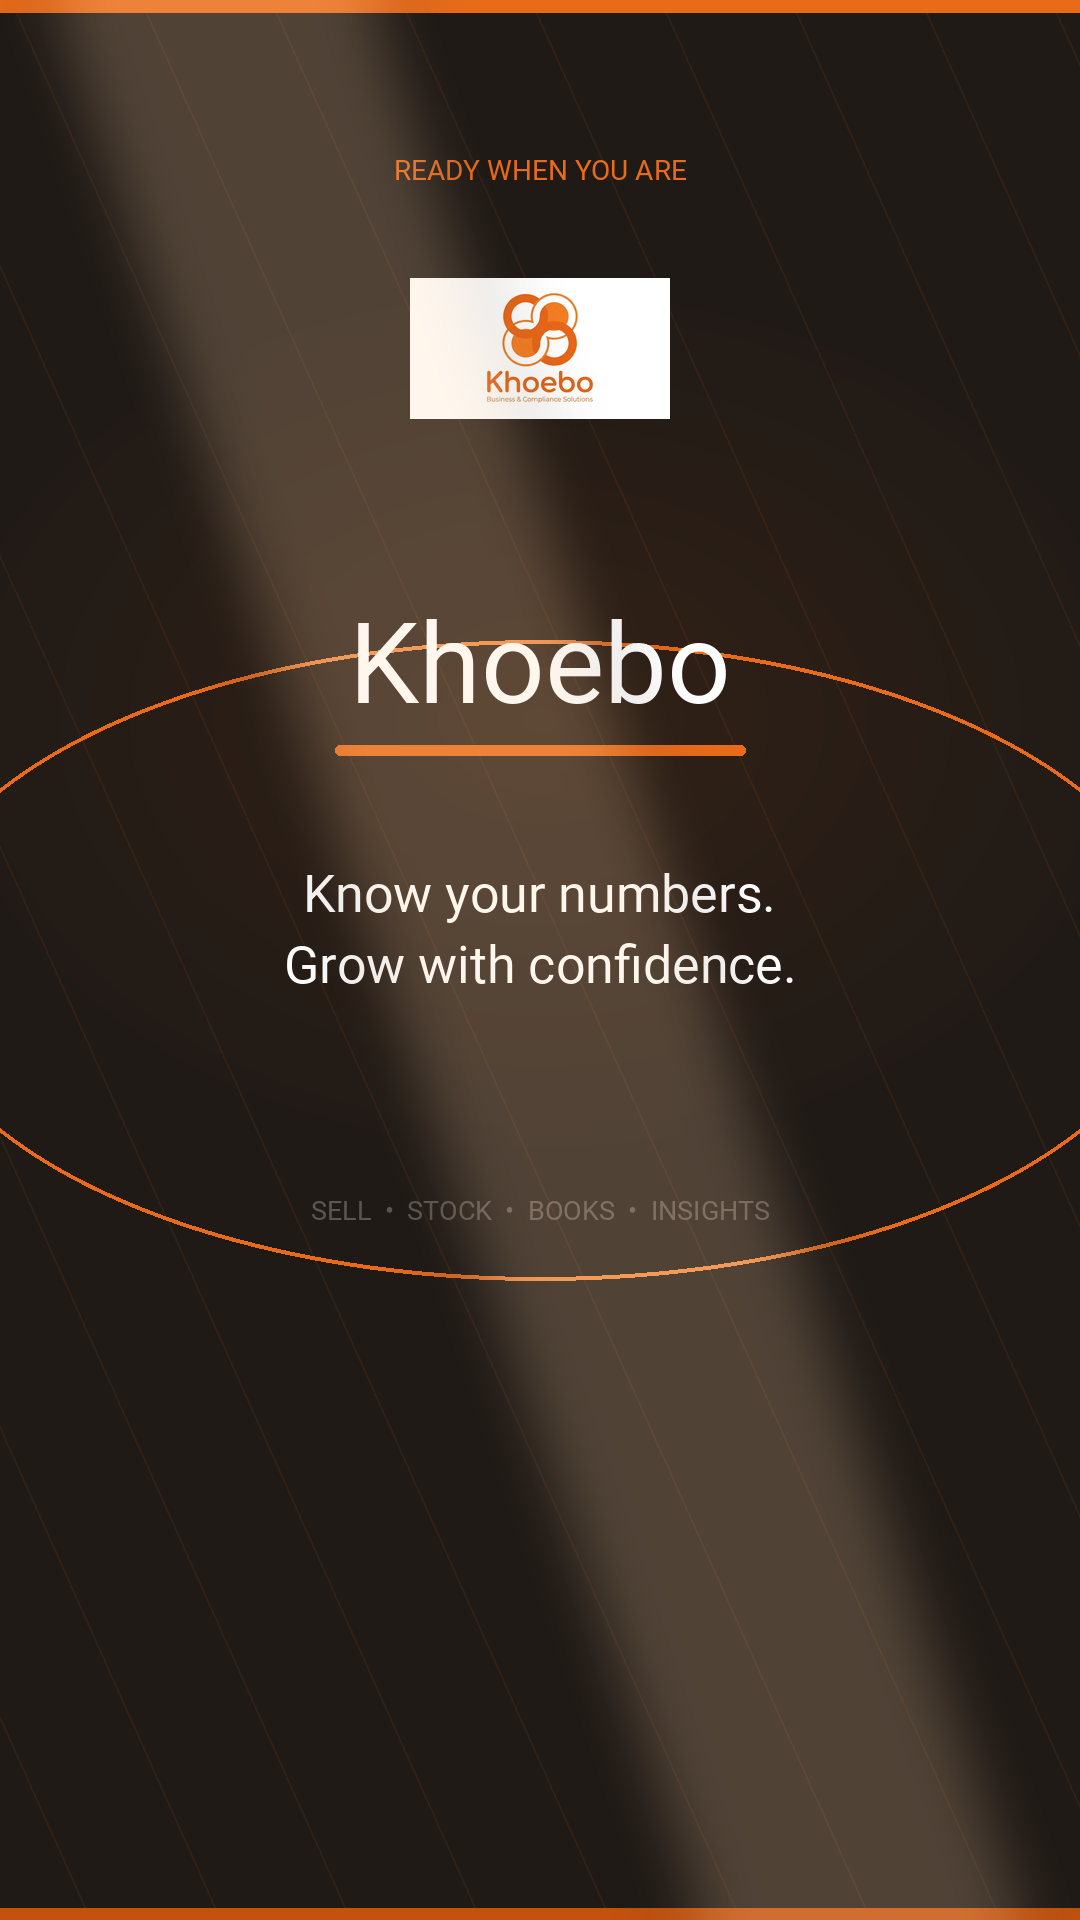 READY WHEN YOU ARE
Khoebo
Business & Compliance Solutions
Khoebo
Know your numbers.
Grow with confidence.
SELL • STOCK • BOOKS • INSIGHTS